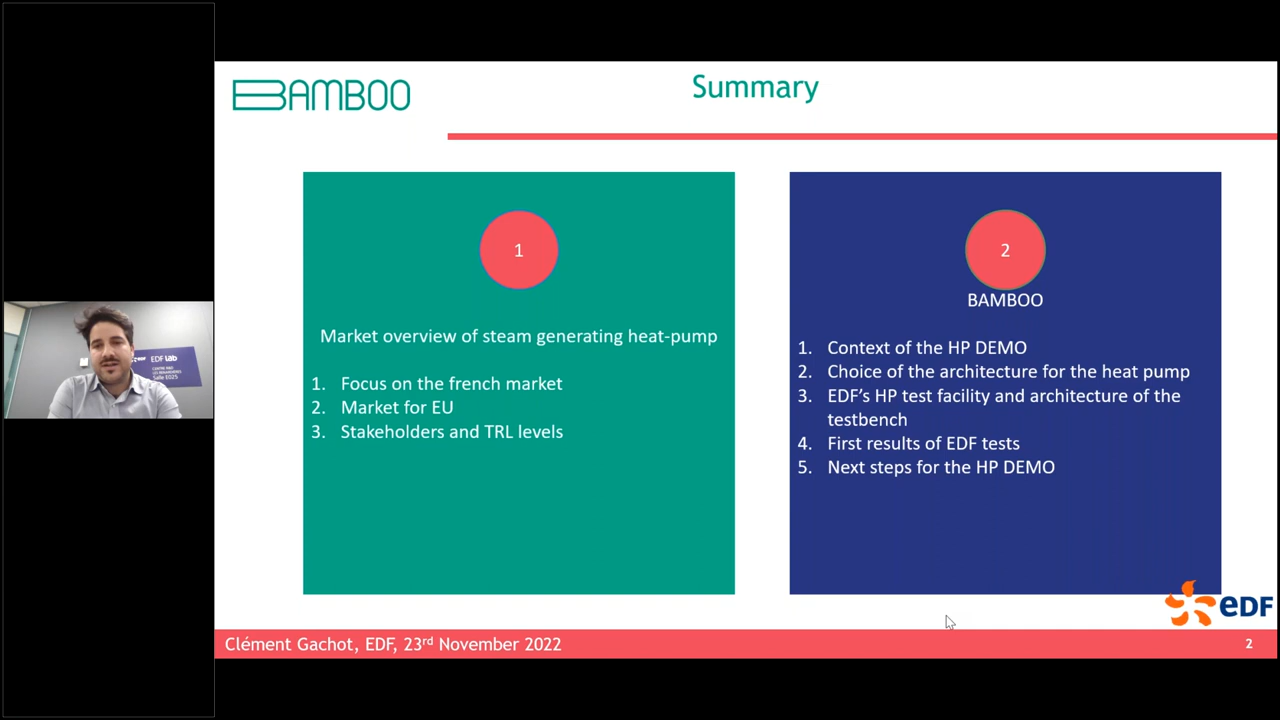 BAMBOO
Summary
1
Market overview of steam generating heat-pump
1. Focus on the french market
2. Market for EU
3. Stakeholders and TRL levels
2
BAMBOO
1. Context of the HP DEMO
2. Choice of the architecture for the heat pump
3. EDF’s HP test facility and architecture of the
testbench
4. First results of EDF tests
5. Next steps for the HP DEMO
eDF
Clément Gachot, EDF, 23rd November 2022
2
EDF lab